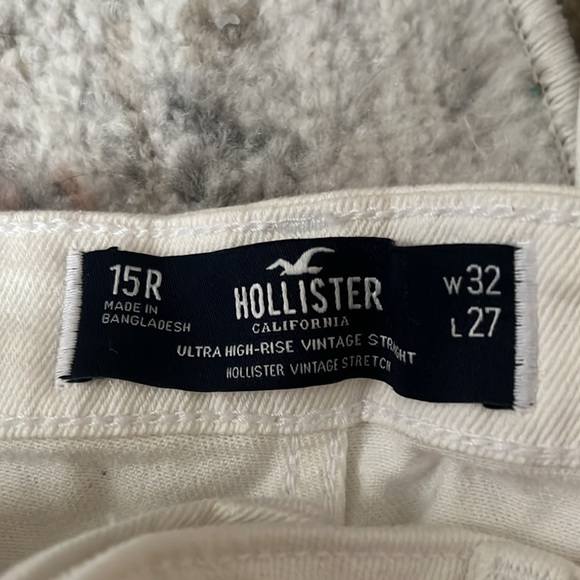 15R
MADE IN
BANGLADESH
HOLLISTER
CALIFORNIA
ULTRA HIGH-RISE VINTAGE STRAIGHT
HOLLISTER VINTAGE STRETCH
W32
L27